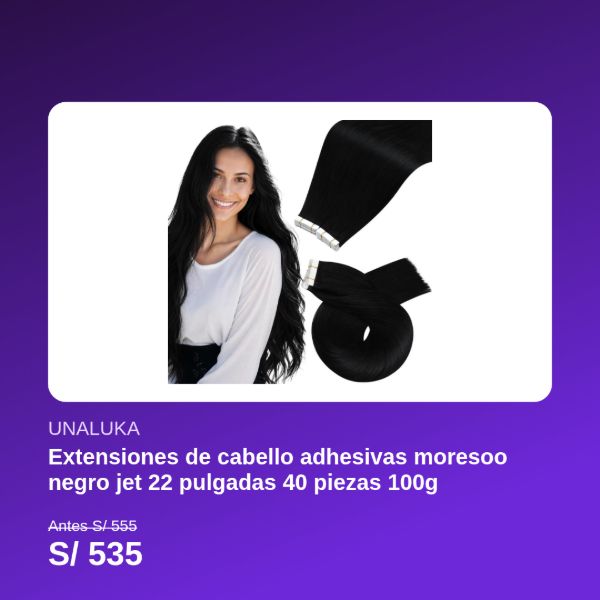 UNALUKA
Extensiones de cabello adhesivas moresoo
negro jet 22 pulgadas 40 piezas 100g
Antes S/ 555
S/ 535